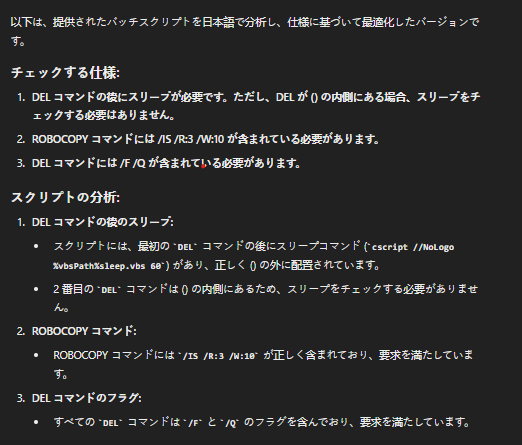 以下は、提供されたバッチスクリプトを日本語で分析し、仕様に基づいて最適化したバージョンで
す。
チェックする仕様:
1. DEL コマンドの後にスリープが必要です。ただし、DEL が () の内側にある場合、スリープをチ
ェックする必要はありません。
2. ROBOCOPY コマンドには /IS /R:3 /W:10 が含まれている必要があります。
3. DEL コマンドには /F /Q が含まれている必要があります。
スクリプトの分析:
1. DEL コマンドの後のスリープ:
• スクリプトには、最初の `DEL` コマンドの後にスリープコマンド (`cscript //NoLogo
%vbsPath%sleep.vbs 60`) があり、正しく () の外に配置されています。
• 2 番目の `DEL` コマンドは () の内側にあるため、スリープをチェックする必要がありませ
ん。
2. ROBOCOPY コマンド:
• ROBOCOPY コマンドには `/IS /R:3 /W:10` が正しく含まれており、要求を満たしていま
す。
3. DEL コマンドのフラグ:
• すべての `DEL` コマンドは `/F` と `/Q` のフラグを含んでおり、要求を満たしています。